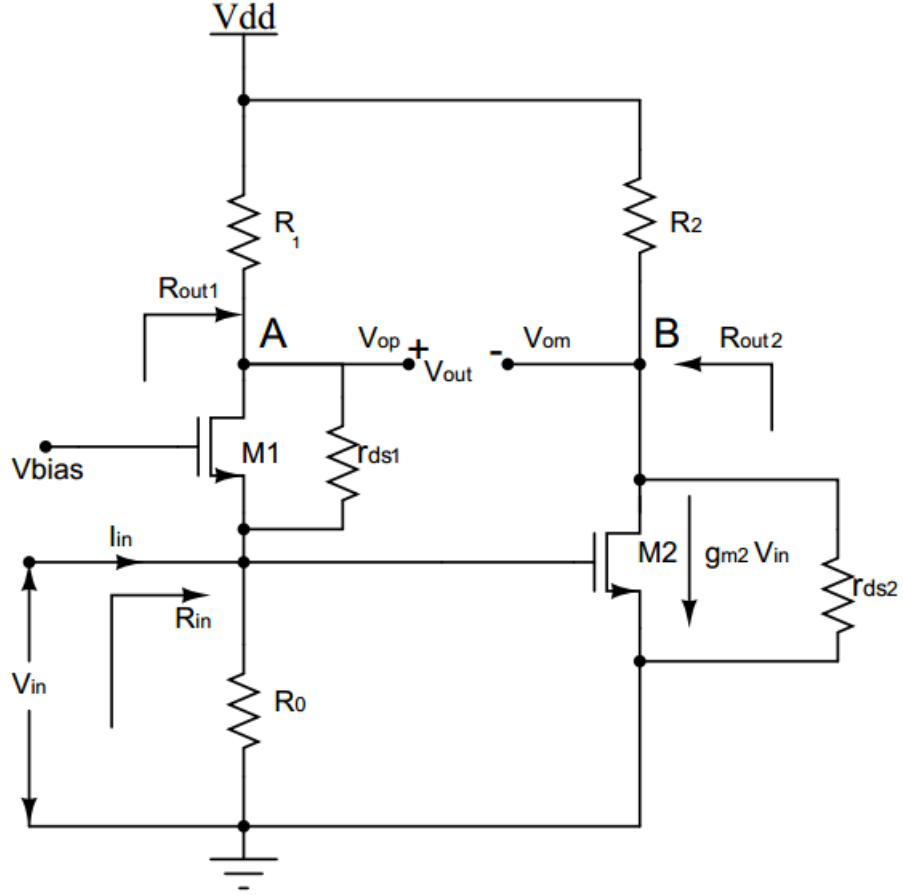 Vdd
R1
R2
Rout1
A
Vop
+
Vout
-
Vom
B
Rout2
Vbias
M1
rds1
Iin
M2
gm2 Vin
rds2
Rin
Vin
R0